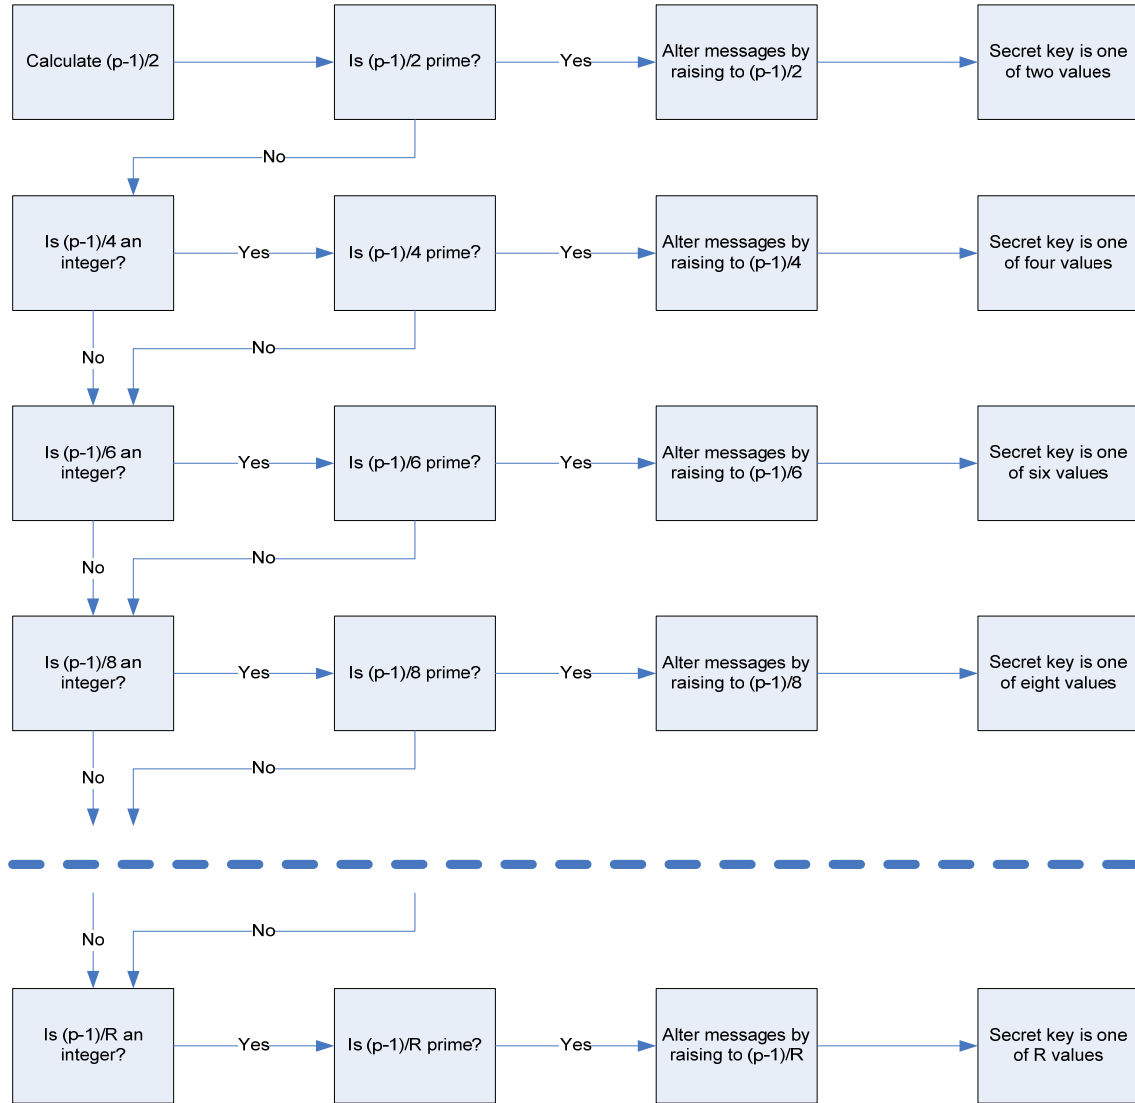 Calculate (p-1)/2
Is (p-1)/2 prime?
Yes
Alter messages by
raising to (p-1)/2
Secret key is one
of two values
No
Is (p-1)/4 an
integer?
Yes
Is (p-1)/4 prime?
Yes
Alter messages by
raising to (p-1)/4
Secret key is one
of four values
No
No
Is (p-1)/6 an
integer?
Yes
Is (p-1)/6 prime?
Yes
Alter messages by
raising to (p-1)/6
Secret key is one
of six values
No
No
Is (p-1)/8 an
integer?
Yes
Is (p-1)/8 prime?
Yes
Alter messages by
raising to (p-1)/8
Secret key is one
of eight values
No
No
No
No
Is (p-1)/R an
integer?
Yes
Is (p-1)/R prime?
Yes
Alter messages by
raising to (p-1)/R
Secret key is one
of R values